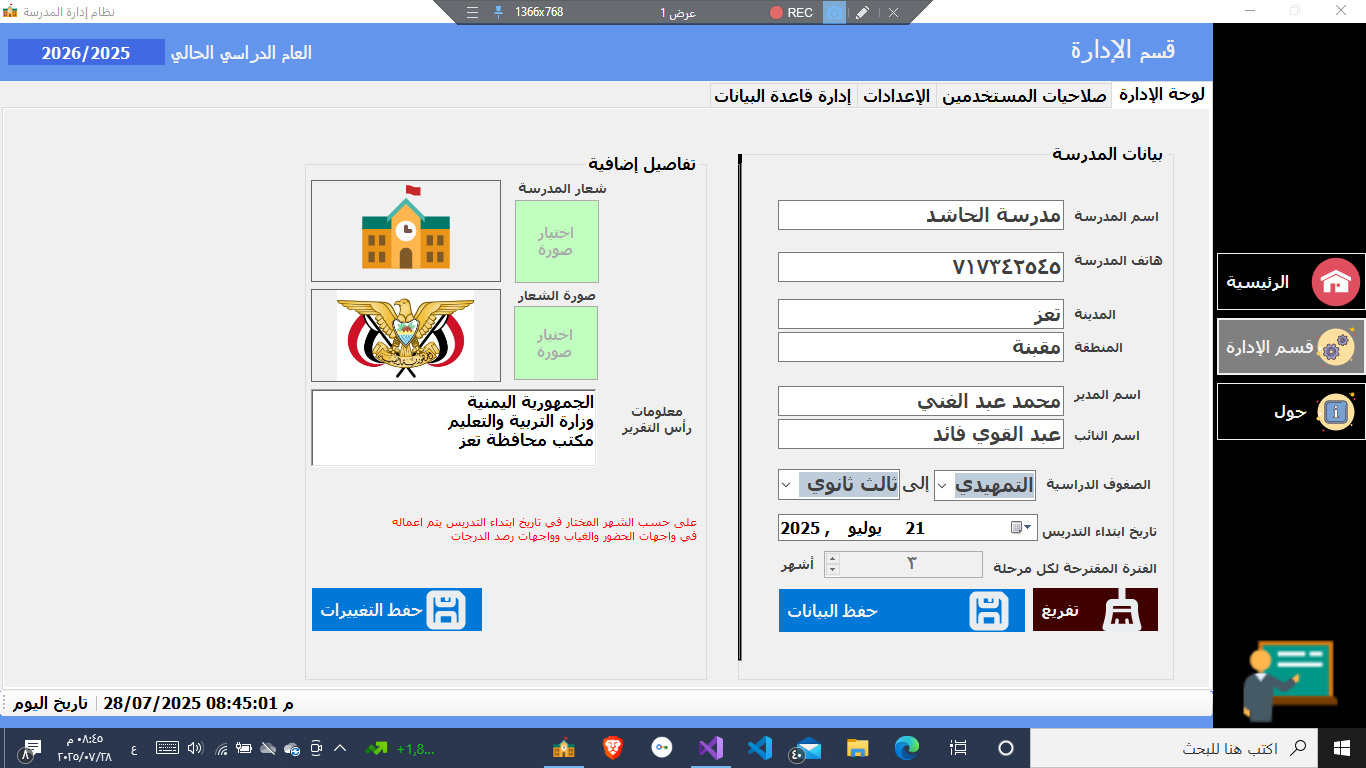 نظام إدارة المدرسة
1366x768
عرض 1
REC
قسم الإدارة
العام الدراسي الحالي
2026/2025
لوحة الإدارة
صلاحيات المستخدمين
الإعدادات
إدارة قاعدة البيانات
بيانات المدرسة
اسم المدرسة
مدرسة الحاشد
هاتف المدرسة
٧١٧٣٤٢٥٤٥
المدينة
تعز
المنطقة
مقبنة
اسم المدير
محمد عبد الغني
اسم النائب
عبد القوي فائد
الصفوف الدراسية
التمهيدي
إلى
ثالث ثانوي
تاريخ ابتداء التدريس
21 يوليو , 2025
الفترة المقترحة لكل مرحلة
٣
أشهر
تفريغ
حفظ البيانات
تفاصيل إضافية
شعار المدرسة
اختيار
صورة
صورة الشعار
اختيار
صورة
معلومات
رأس التقرير
الجمهورية اليمنية
وزارة التربية والتعليم
مكتب محافظة تعز
على حسب الشهر المختار في تاريخ ابتداء التدريس يتم اعماله
في واجهات الحضور والغياب وواجهات رصد الدرجات
حفط التغييرات
الرئيسية
قسم الإدارة
حول
تاريخ اليوم
28/07/2025 08:45:01 م
اكتب هنا للبحث
٤٠
+1,8...
ع
٠٨:٤٥ م
٢٠٢٥/٠٧/٢٨
٨